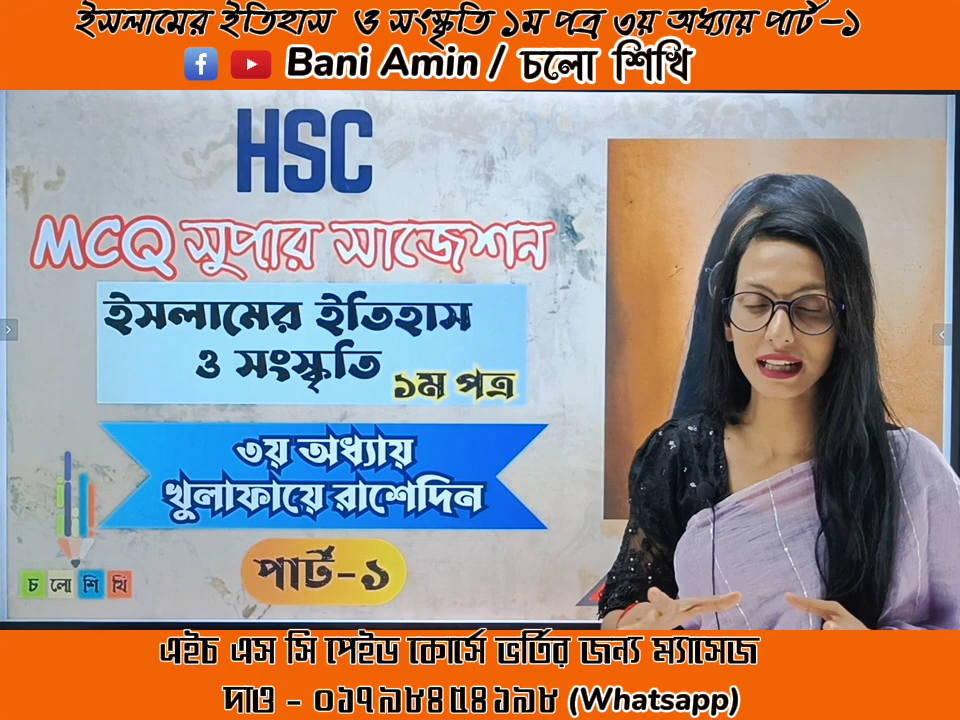 ইসলামের ইতিহাস ও সংস্কৃতি ১ম পত্র ৩য় অধ্যায় পার্ট –১
Bani Amin / চলো শিখি
HSC
MCQ সুপার সাজেশন
ইসলামের ইতিহাস
ও সংস্কৃতি
১ম পত্র
৩য় অধ্যায়
খুলাফায়ে রাশেদিন
পার্ট-১
চলো শিখি
এইচ এস সি পেইড কোর্সে ভর্তির জন্য ম্যাসেজ
দাও - ০১৭৯৮৪৫৪১৯৮ (Whatsapp)